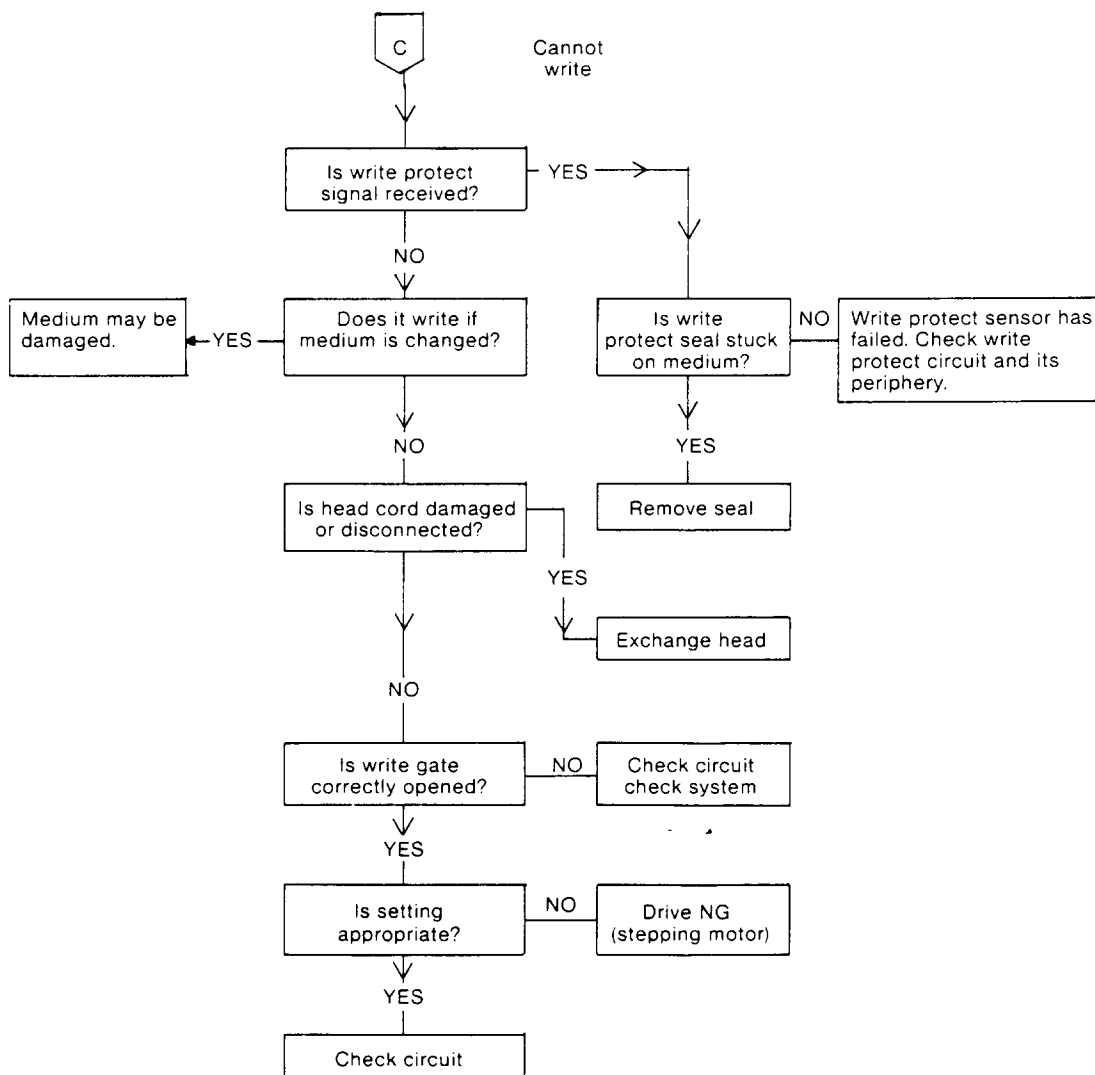 C
Cannot
write
Is write protect
signal received?
YES
NO
Medium may be
damaged.
YES
Does it write if
medium is changed?
Is write
protect seal stuck
on medium?
NO
Write protect sensor has
failed. Check write
protect circuit and its
periphery.
NO
YES
Is head cord damaged
or disconnected?
Remove seal
YES
Exchange head
NO
Is write gate
correctly opened?
NO
Check circuit
check system
YES
Is setting
appropriate?
NO
Drive NG
(stepping motor)
YES
Check circuit